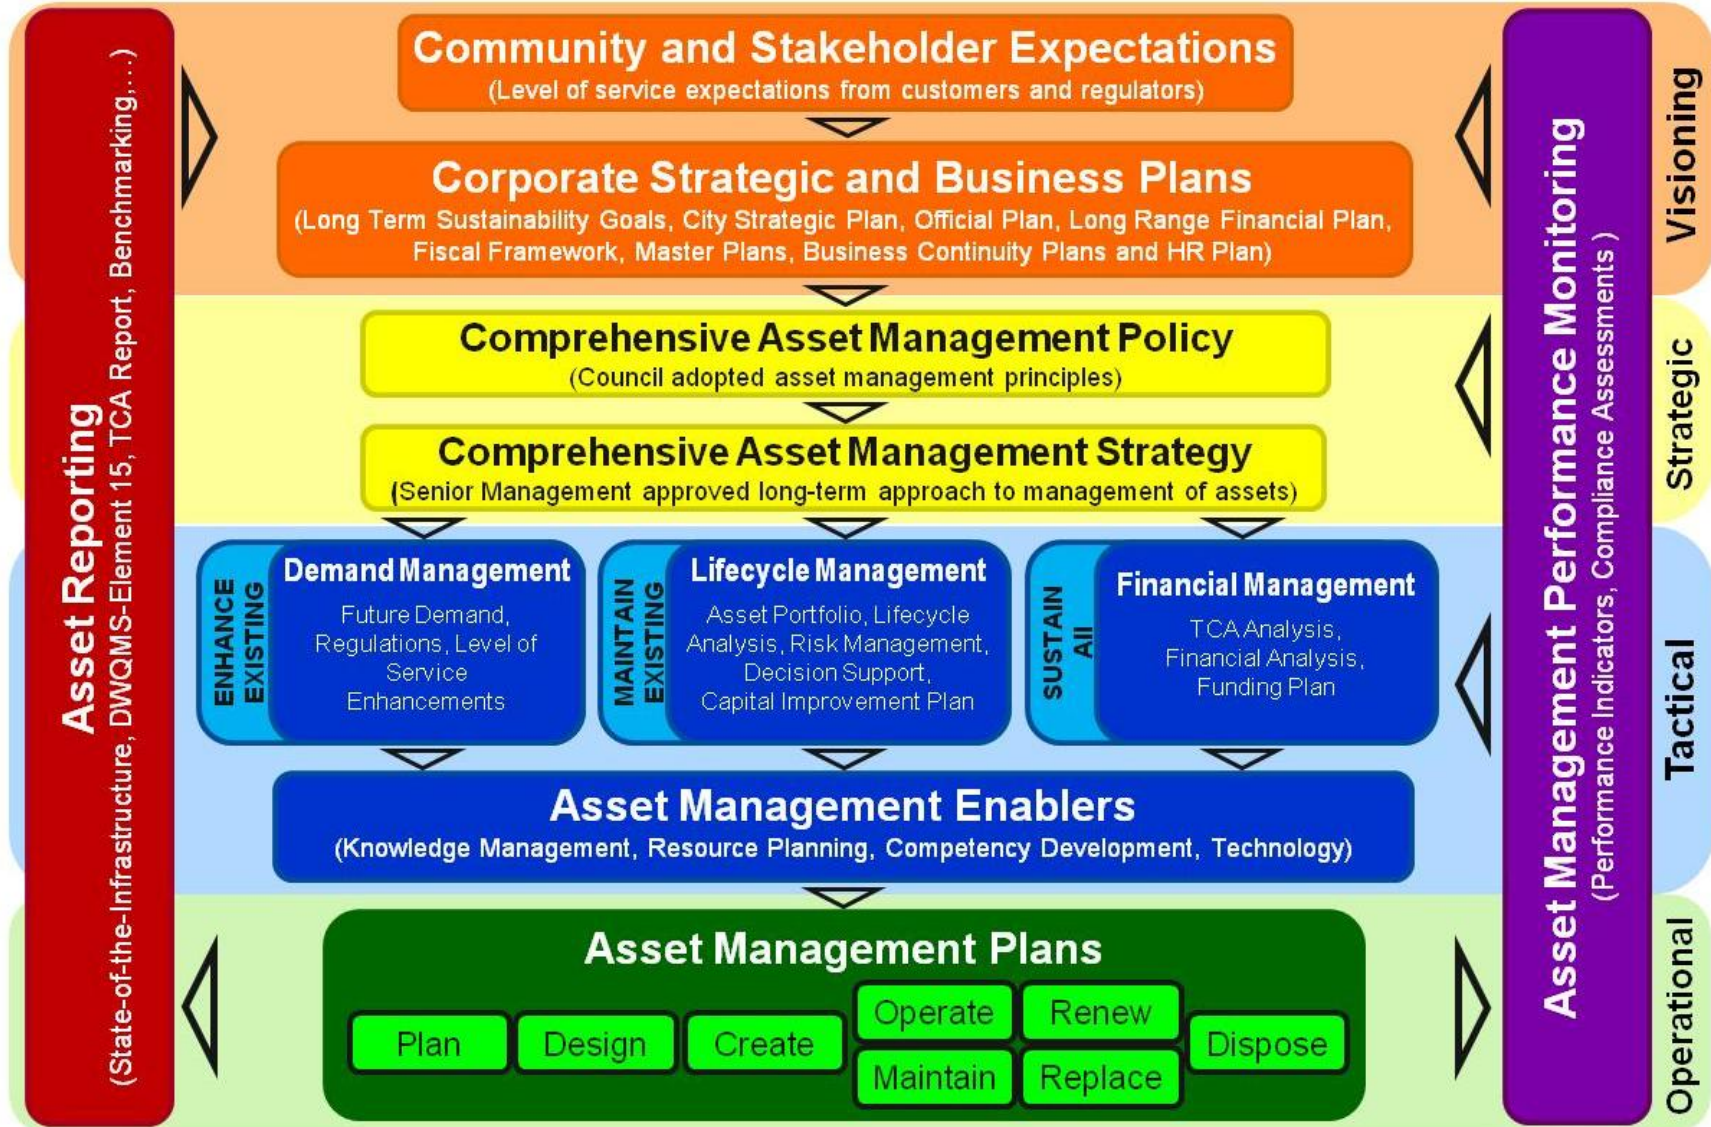 Asset Reporting
(State-of-the-Infrastructure, DWQMS-Element 15, TCA Report, Benchmarking,...)
Community and Stakeholder Expectations
(Level of service expectations from customers and regulators)
Corporate Strategic and Business Plans
(Long Term Sustainability Goals, City Strategic Plan, Official Plan, Long Range Financial Plan,
Fiscal Framework, Master Plans, Business Continuity Plans and HR Plan)
Comprehensive Asset Management Policy
(Council adopted asset management principles)
Comprehensive Asset Management Strategy
(Senior Management approved long-term approach to management of assets)
ENHANCE
EXISTING
Demand Management
Future Demand,
Regulations, Level of
Service
Enhancements
MAINTAIN
EXISTING
Lifecycle Management
Asset Portfolio, Lifecycle
Analysis, Risk Management,
Decision Support,
Capital Improvement Plan
SUSTAIN
All
Financial Management
TCA Analysis,
Financial Analysis,
Funding Plan
Asset Management Enablers
(Knowledge Management, Resource Planning, Competency Development, Technology)
Asset Management Plans
Plan
Design
Create
Operate
Maintain
Renew
Replace
Dispose
Asset Management Performance Monitoring
(Performance Indicators, Compliance Assessments )
Visioning
Strategic
Tactical
Operational